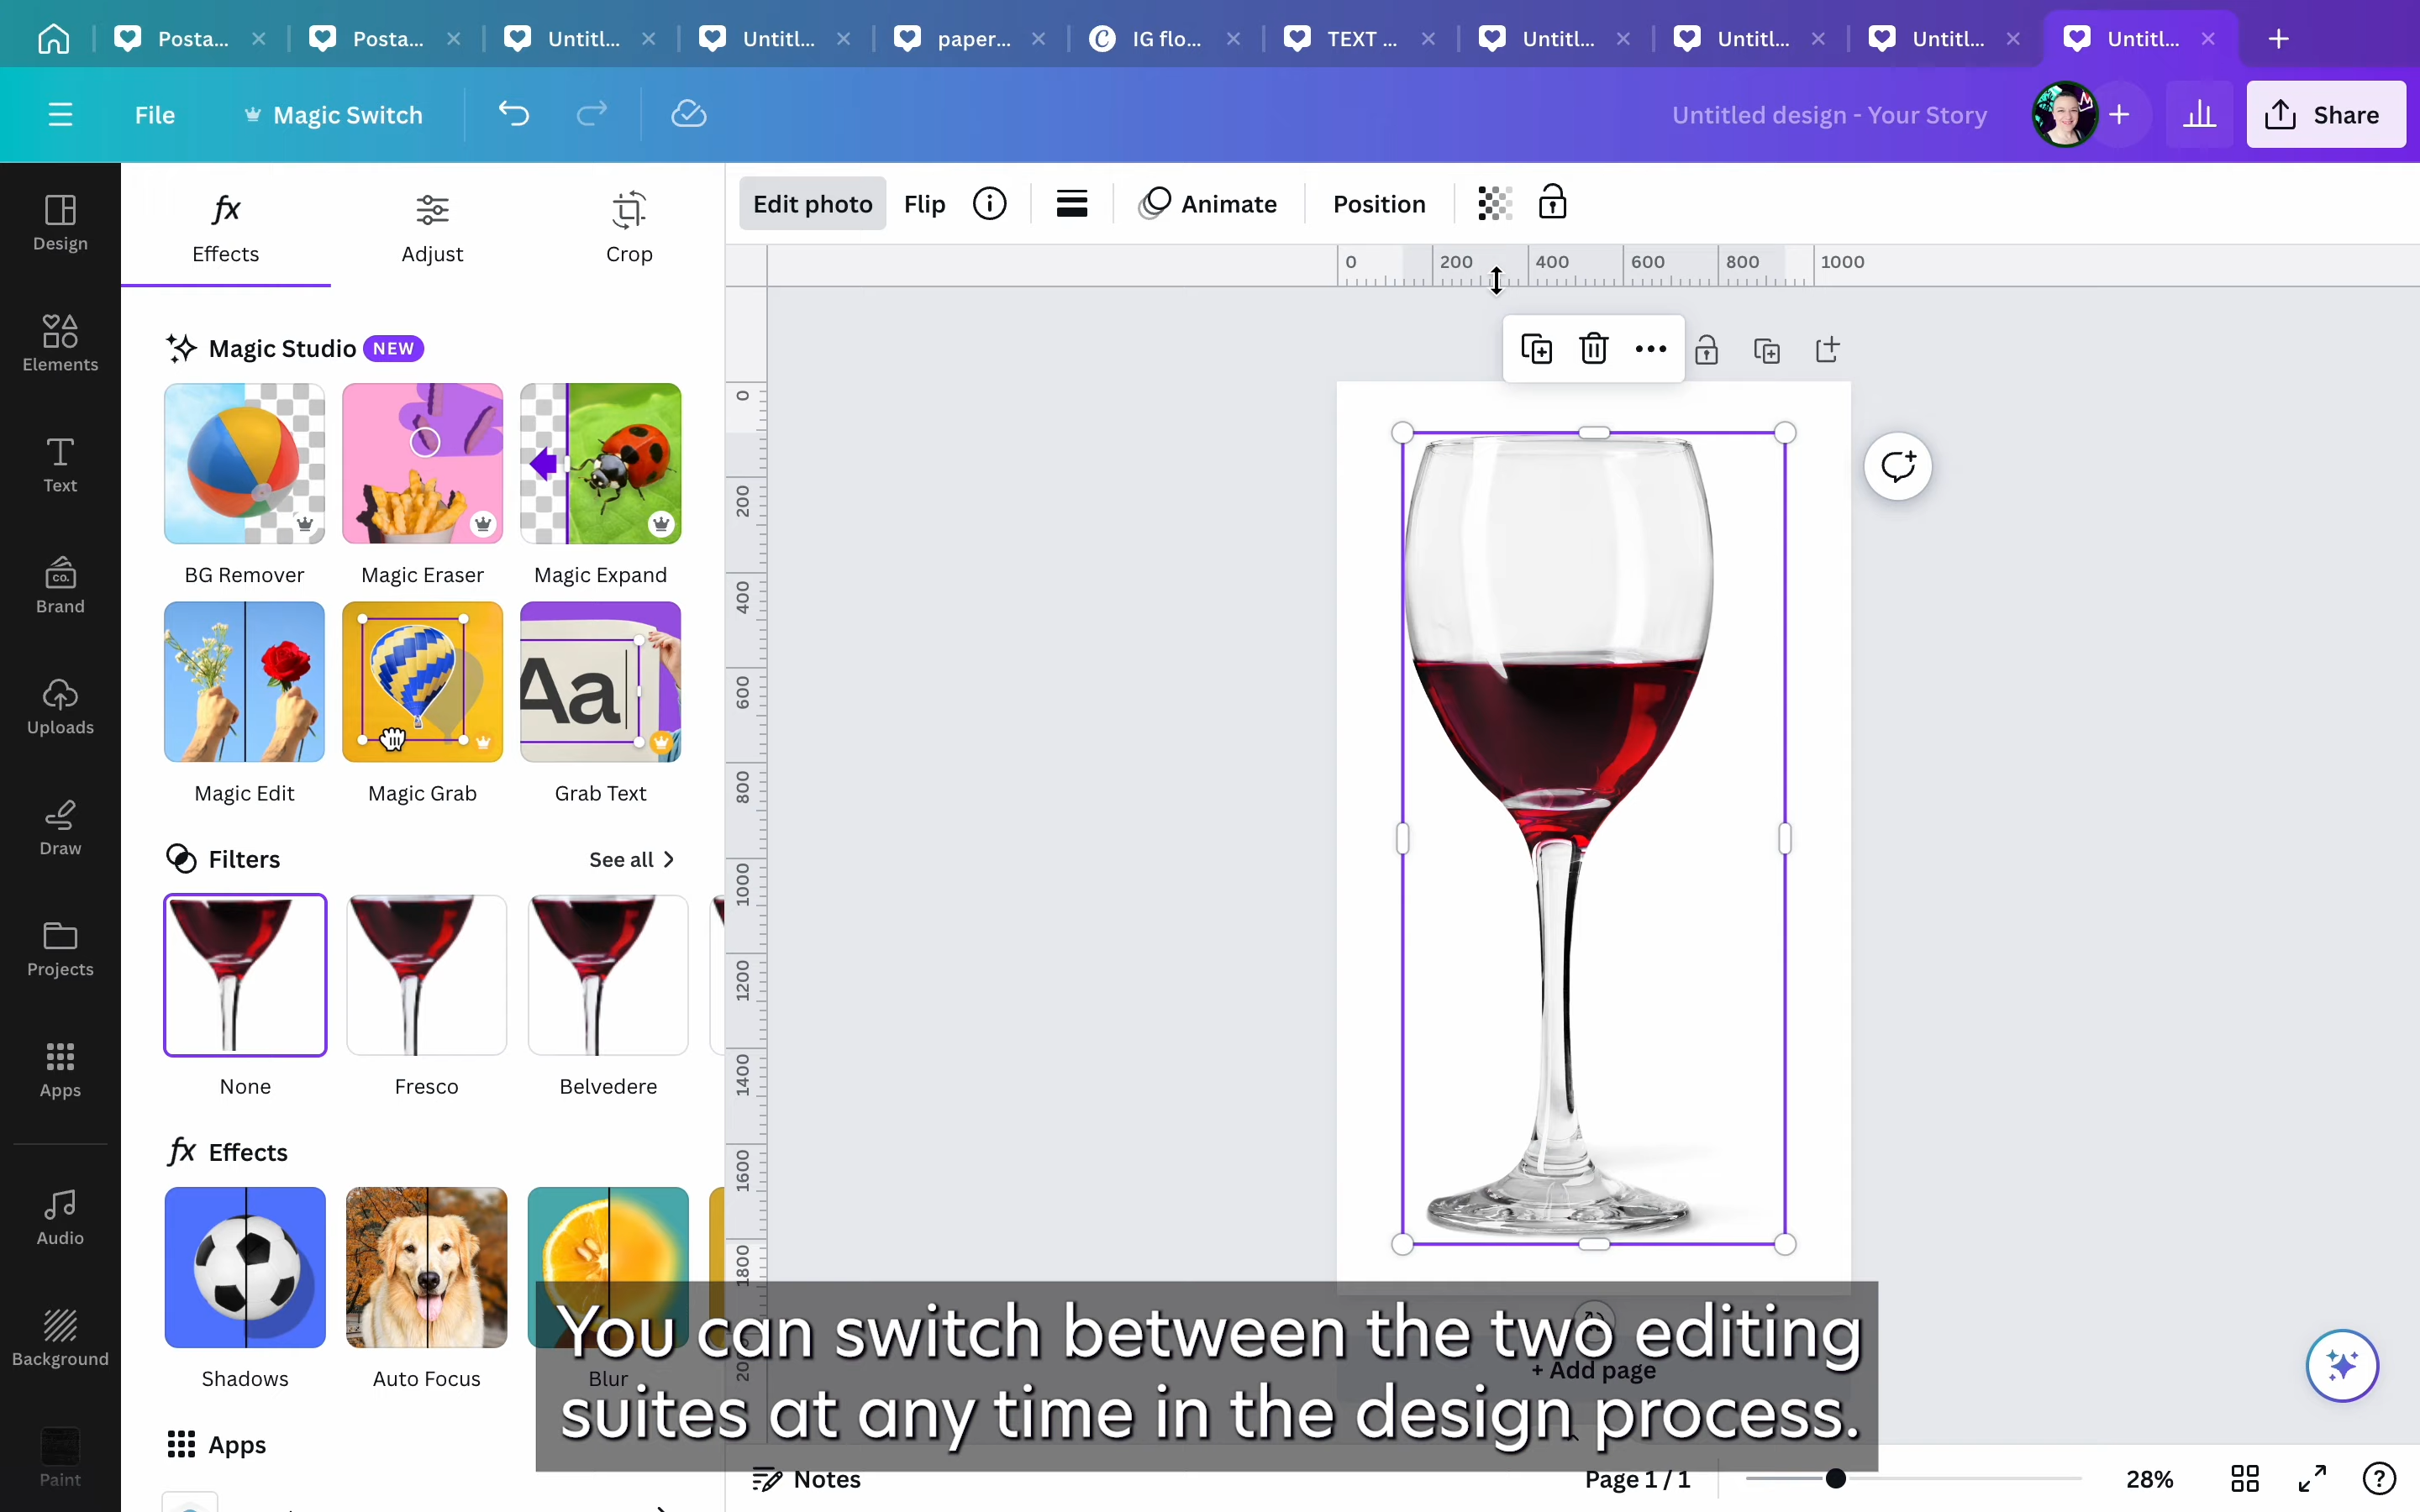 Posta...
Posta...
Untitl...
Untitl...
paper...
IG flo...
TEXT ...
Untitl...
Untitl...
Untitl...
Untitl...
File
Magic Switch
Untitled design - Your Story
Share
Design
Elements
Text
CO.
Brand
Uploads
Draw
Projects
Apps
Audio
Background
Paint
fx
Effects
Adjust
Crop
Magic Studio NEW
BG Remover
Magic Eraser
Magic Expand
Aa
Magic Edit
Magic Grab
Grab Text
Filters
See all
None
Fresco
Belvedere
fx Effects
Shadows
Auto Focus
Blur
Apps
Edit photo
Flip
Animate
Position
0 200 400 600 800 1000
0
200
400
600
800
1000
1200
1400
1600
1800
+ Add page
You can switch between the two editing
suites at any time in the design process.
Notes
Page 1 / 1
28%